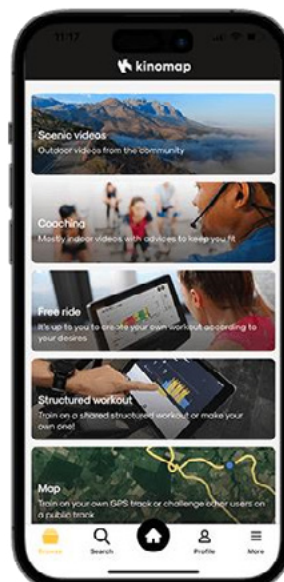 11:17
kinomap
Scenic videos
Outdoor videos from the community
Coaching
Mostly indoor videos with advices to keep you fit
Free ride
It's up to you to create your own workout according to
your desires
Structured workout
Train on a shared structured workout or make your
own one!
Map
Train on your own GPS track or challenge other users on
a public track
Browse Search Profile More